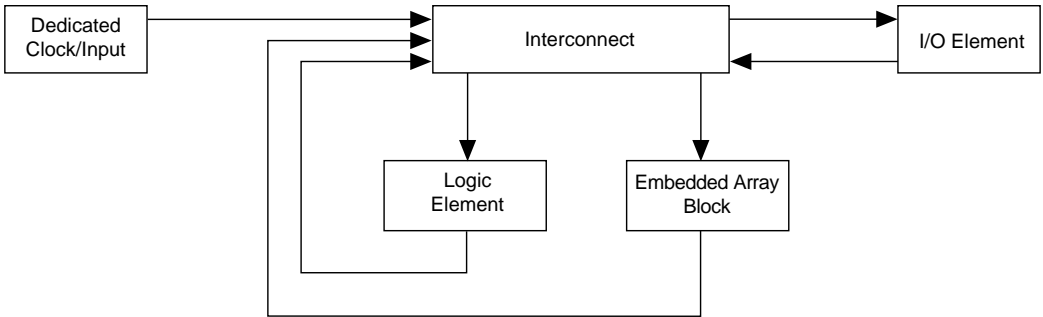 Dedicated
Clock/Input
Interconnect
I/O Element
Logic
Element
Embedded Array
Block